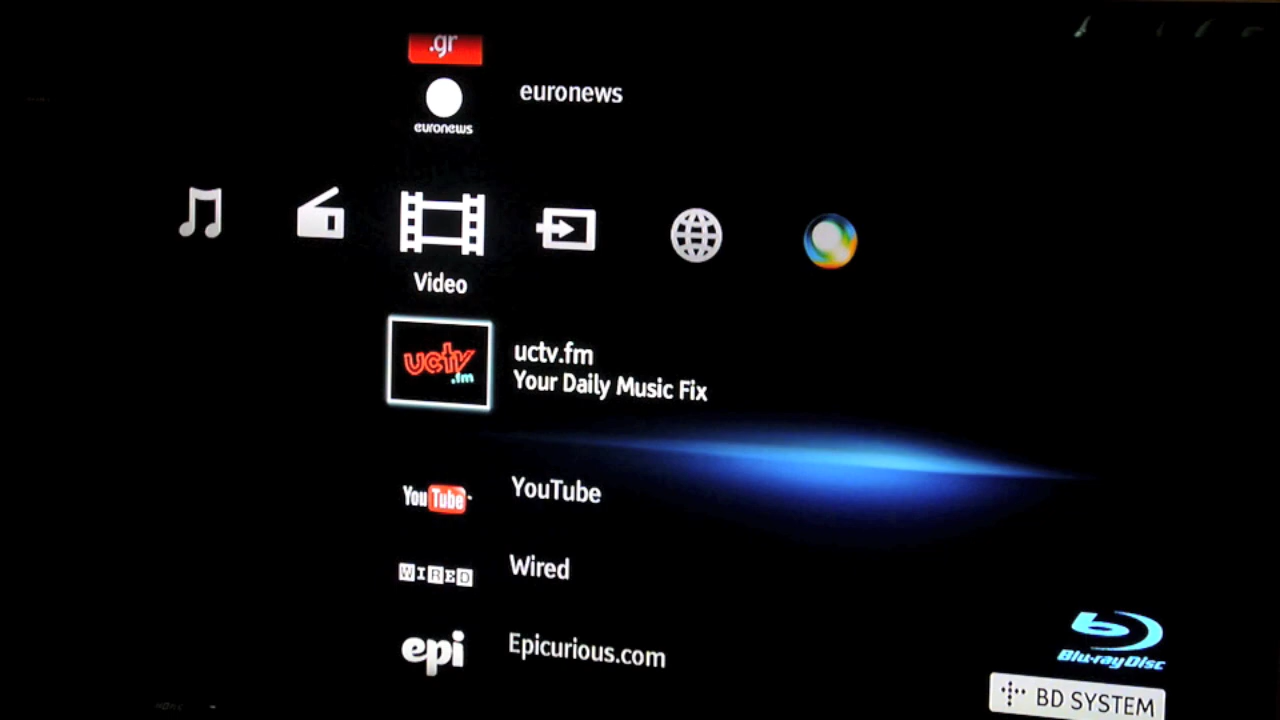 .gr
euronews
euronews
Video
uctv
.fm
uctv.fm
Your Daily Music Fix
YouTube
YouTube
WIRED
Wired
epi
Epicurious.com
Blu-ray Disc
BD SYSTEM